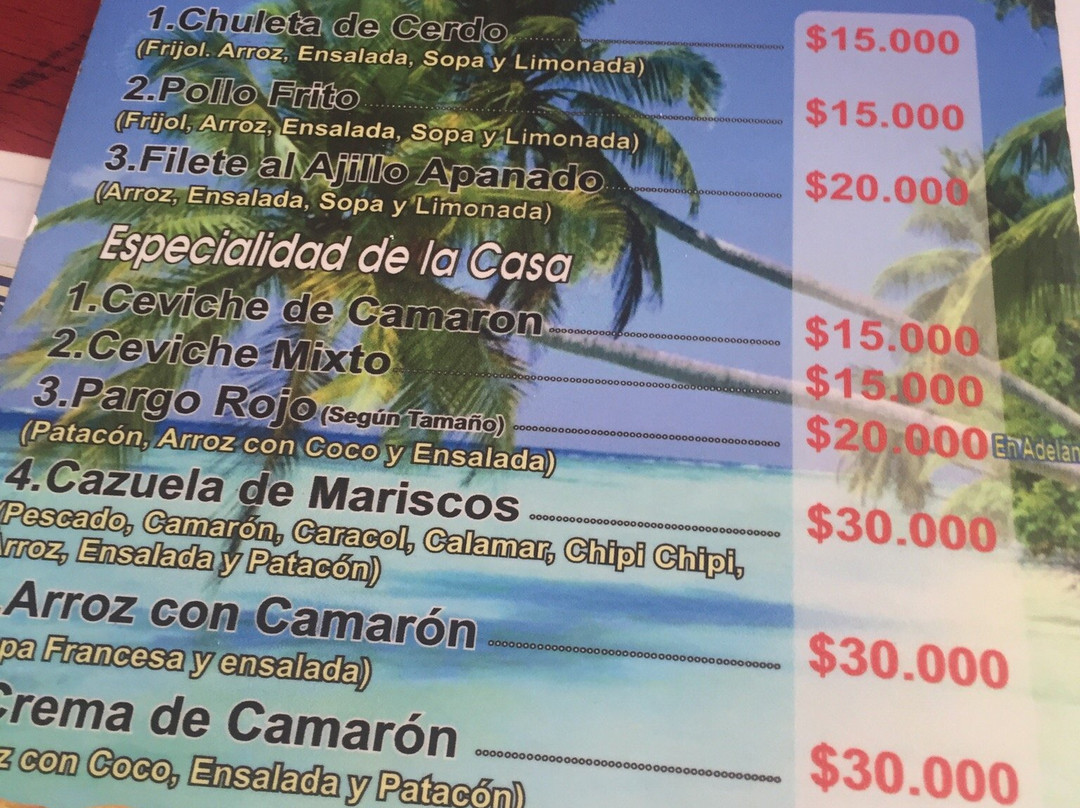 1.Chuleta de Cerdo $15.000
(Frijol. Arroz, Ensalada, Sopa y Limonada)
2.Pollo Frito $15.000
(Frijol, Arroz, Ensalada, Sopa y Limonada)
3.Filete al Ajillo Apanado $20.000
(Arroz, Ensalada, Sopa y Limonada)
Especialidad de la Casa
1.Ceviche de Camaron $15.000
2.Ceviche Mixto $15.000
3.Pargo Rojo (Según Tamaño) $20.000 En
(Patacón, Arroz con Coco y Ensalada)
4.Cazuela de Mariscos $30.000
(Pescado, Camarón, Caracol, Calamar, Chipi Chipi,
Arroz, Ensalada y Patacón)
Arroz con Camarón $30.000
Francesa y ensalada)
Crema de Camarón $30.000
con Coco, Ensalada y Patacón)